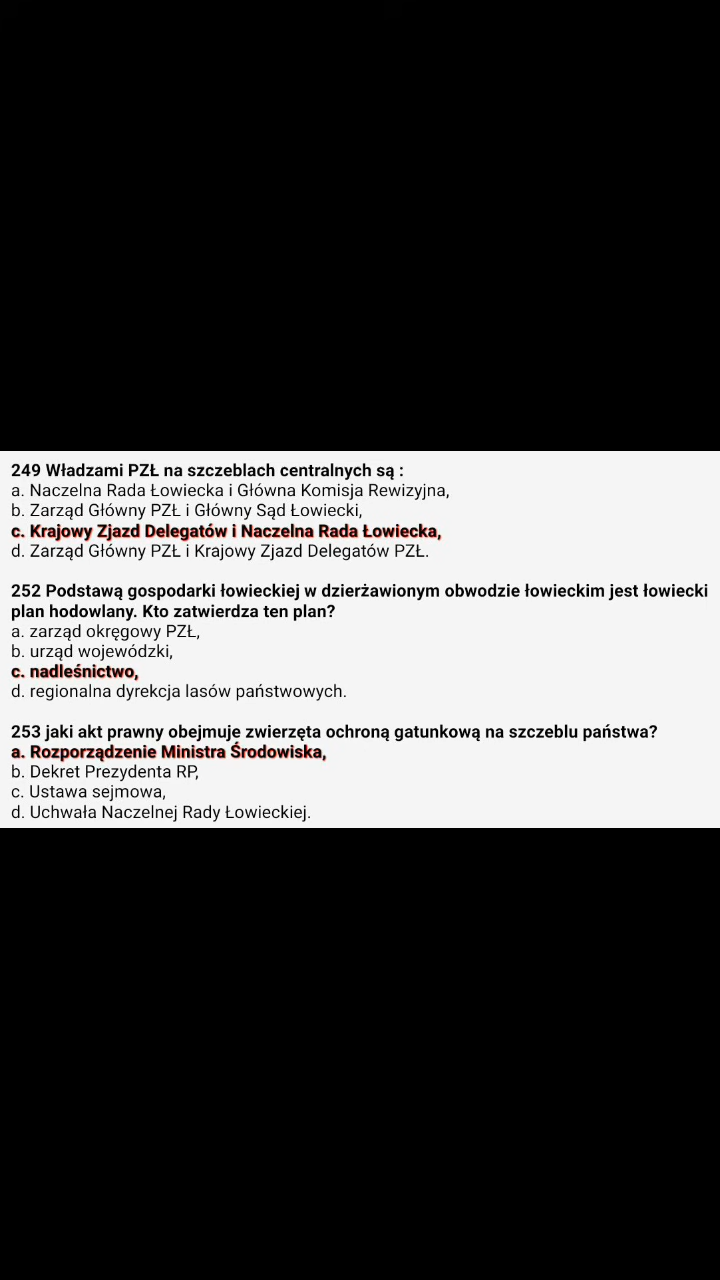 249 Władzami PZŁ na szczeblach centralnych są :
a. Naczelna Rada Łowiecka i Główna Komisja Rewizyjna,
b. Zarząd Główny PZŁ i Główny Sąd Łowiecki,
c. Krajowy Zjazd Delegatów i Naczelna Rada Łowiecka,
d. Zarząd Główny PZŁ i Krajowy Zjazd Delegatów PZŁ.
252 Podstawą gospodarki łowieckiej w dzierżawionym obwodzie łowieckim jest łowiecki
plan hodowlany. Kto zatwierdza ten plan?
a. zarząd okręgowy PZŁ,
b. urząd wojewódzki,
c. nadleśnictwo,
d. regionalna dyrekcja lasów państwowych.
253 jaki akt prawny obejmuje zwierzęta ochroną gatunkową na szczeblu państwa?
a. Rozporządzenie Ministra Środowiska,
b. Dekret Prezydenta RP,
c. Ustawa sejmowa,
d. Uchwała Naczelnej Rady Łowieckiej.